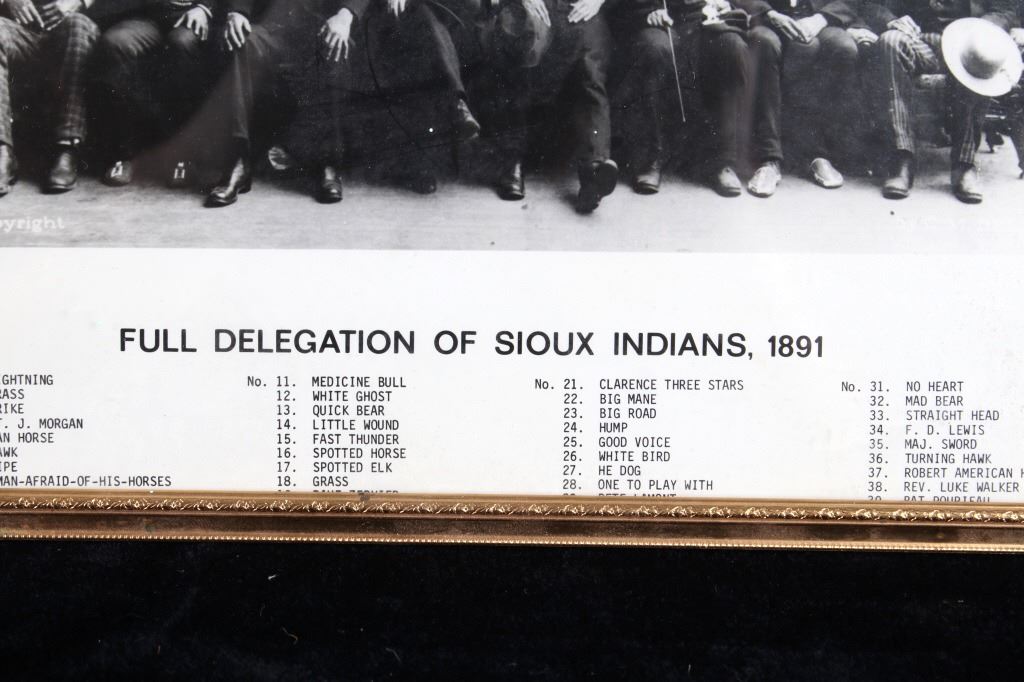 pyright
FULL DELEGATION OF SIOUX INDIANS, 1891
IGHTNING
RASS
RIKE
T. J. MORGAN
AN HORSE
AWK
IPE
MAN-AFRAID-OF-HIS-HORSES
No. 11. MEDICINE BULL
12. WHITE GHOST
13. QUICK BEAR
14. LITTLE WOUND
15. FAST THUNDER
16. SPOTTED HORSE
17. SPOTTED ELK
18. GRASS
No. 21. CLARENCE THREE STARS
22. BIG MANE
23. BIG ROAD
24. HUMP
25. GOOD VOICE
26. WHITE BIRD
27. HE DOG
28. ONE TO PLAY WITH
No. 31. NO HEART
32. MAD BEAR
33. STRAIGHT HEAD
34. F. D. LEWIS
35. MAJ. SWORD
36. TURNING HAWK
37. ROBERT AMERICAN H
38. REV. LUKE WALKER